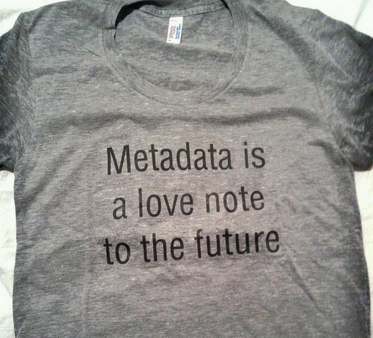 Metadata is
a love note
to the future